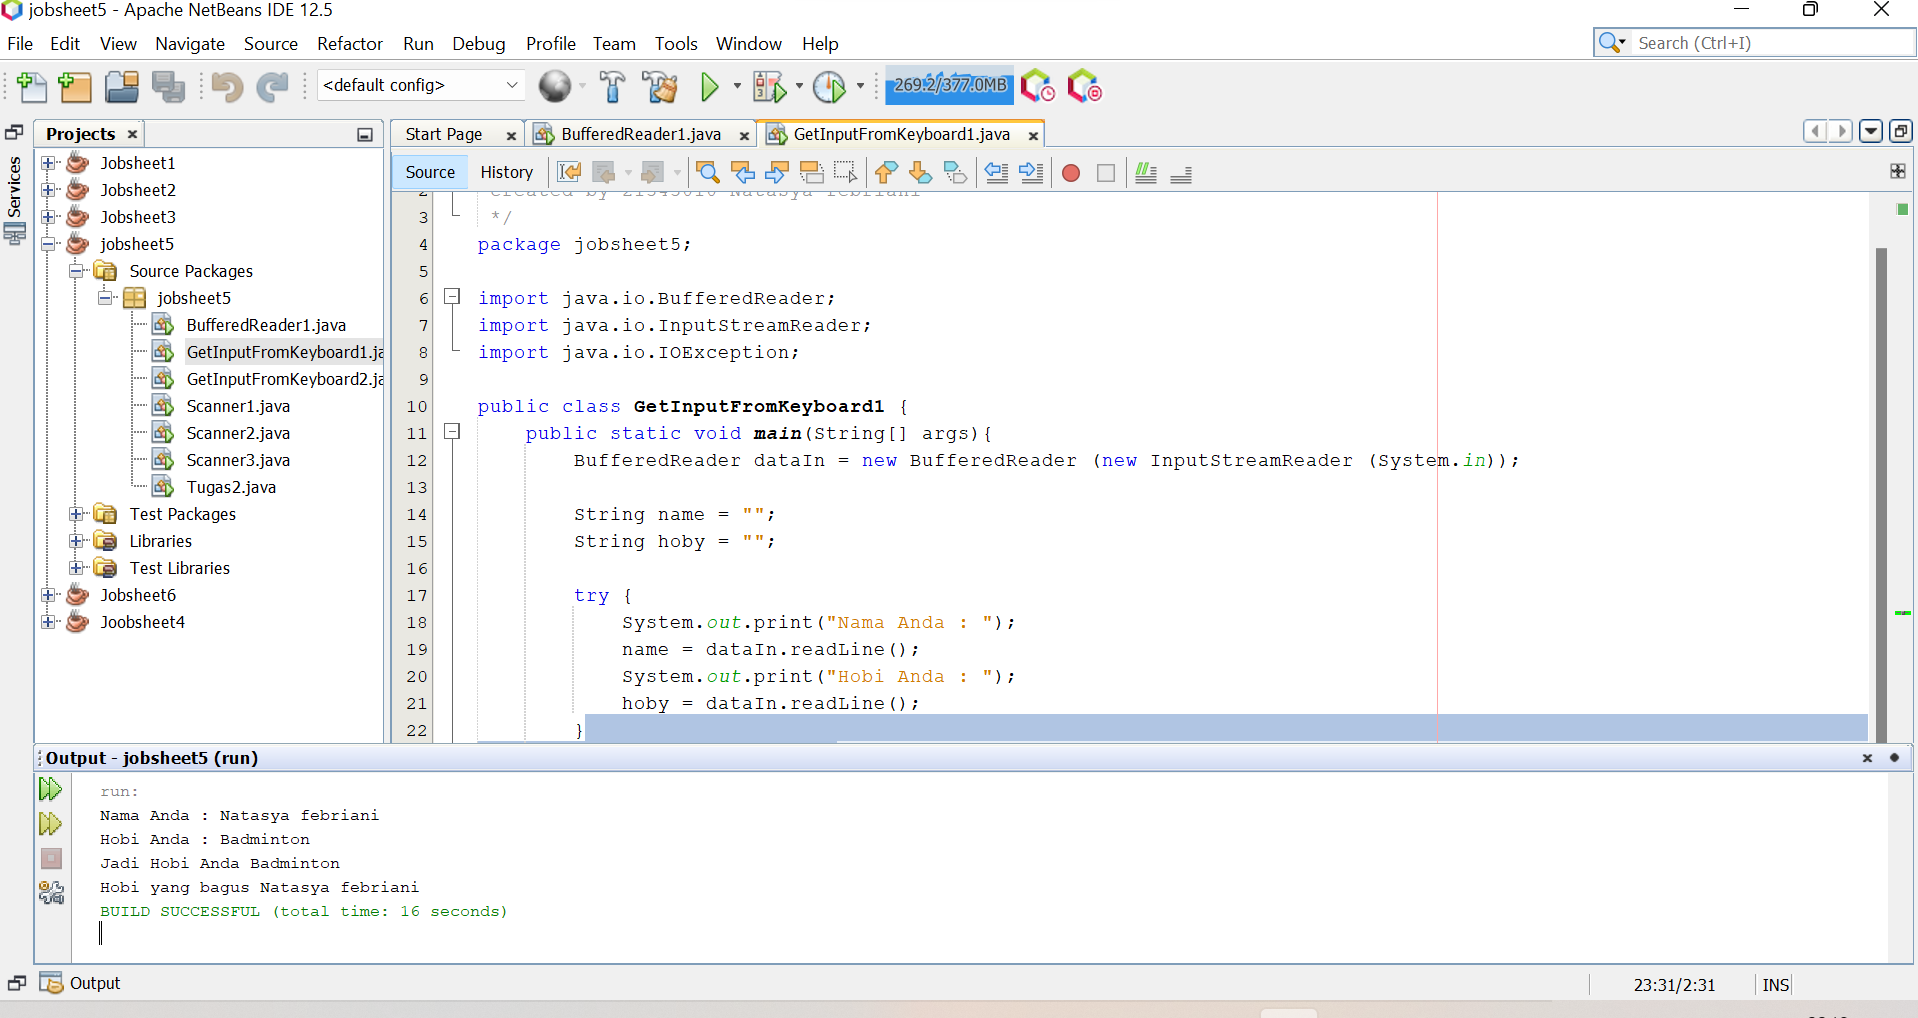 jobsheet5 - Apache NetBeans IDE 12.5
File Edit View Navigate Source Refactor Run Debug Profile Team Tools Window Help
Search (Ctrl+I)
<default config>
269.2/377.0MB
Services
Projects
Start Page BufferedReader1.java GetInputFromKeyboard1.java
Source History
Jobsheet1
Jobsheet2
Jobsheet3
jobsheet5
Source Packages
jobsheet5
BufferedReader1.java
GetInputFromKeyboard1.ja
GetInputFromKeyboard2.ja
Scanner1.java
Scanner2.java
Scanner3.java
Tugas2.java
Test Packages
Libraries
Test Libraries
Jobsheet6
Joobsheet4
3 */
4 package jobsheet5;
5
6 import java.io.BufferedReader;
7 import java.io.InputStreamReader;
8 import java.io.IOException;
9
10 public class GetInputFromKeyboard1 {
11 public static void main(String[] args){
12 BufferedReader dataIn = new BufferedReader (new InputStreamReader (System.in));
13
14 String name = "";
15 String hoby = "";
16
17 try {
18 System.out.print("Nama Anda : ");
19 name = dataIn.readLine();
20 System.out.print("Hobi Anda : ");
21 hoby = dataIn.readLine();
22 }
Output - jobsheet5 (run)
run:
Nama Anda : Natasya febriani
Hobi Anda : Badminton
Jadi Hobi Anda Badminton
Hobi yang bagus Natasya febriani
BUILD SUCCESSFUL (total time: 16 seconds)
Output
23:31/2:31 INS